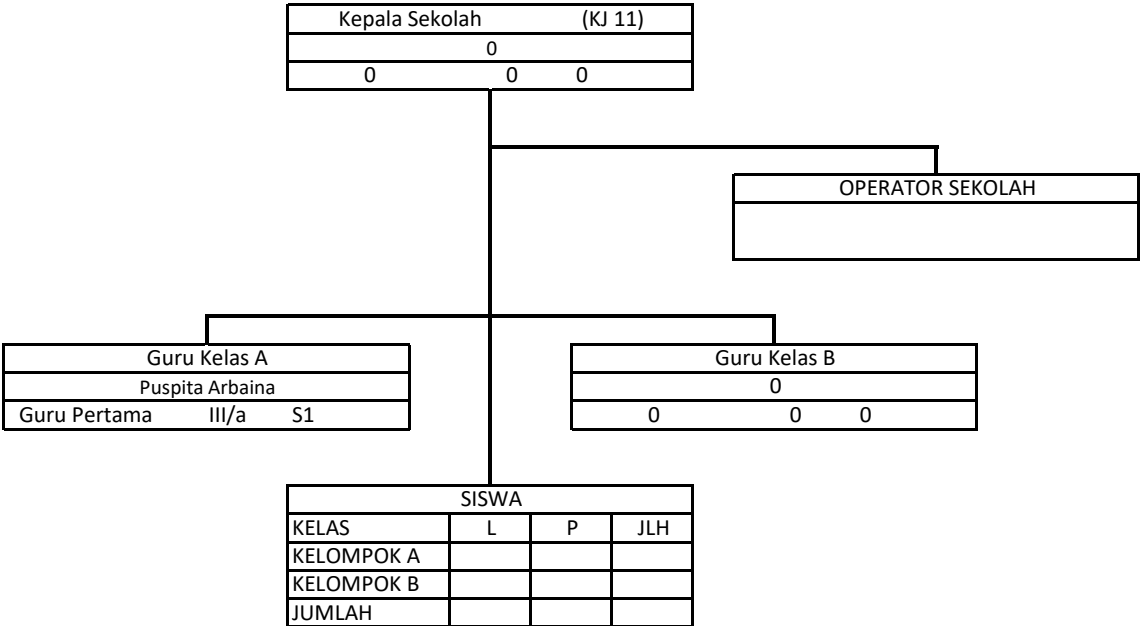 Kepala Sekolah (KJ 11)
0
0 0 0
OPERATOR SEKOLAH
Guru Kelas A
Puspita Arbaina
Guru Pertama III/a S1
Guru Kelas B
0
0 0 0
SISWA
KELAS L P JLH
KELOMPOK A
KELOMPOK B
JUMLAH